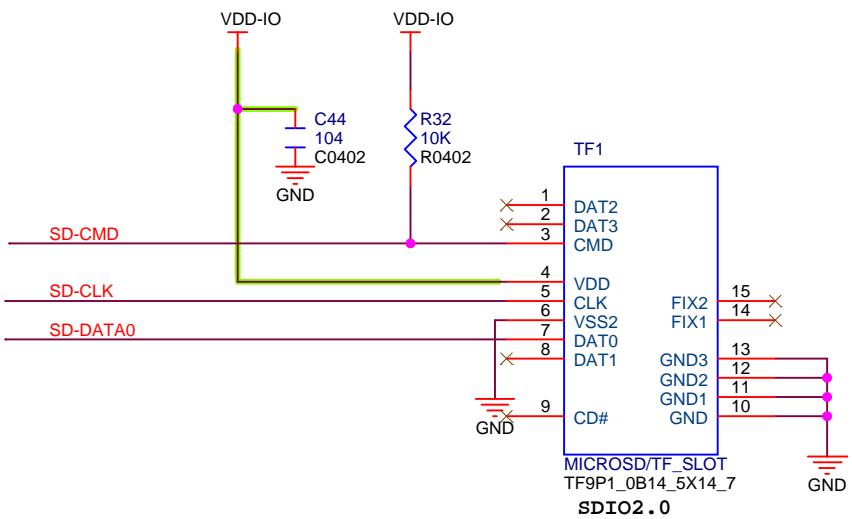 VDD-IO
VDD-IO
C44
104
C0402
GND
R32
10K
R0402
TF1
SD-CMD
SD-CLK
SD-DATA0
1 DAT2
2 DAT3
3 CMD
4 VDD
5 CLK
6 VSS2
7 DAT0
8 DAT1
9 CD#
GND
FIX2 15
FIX1 14
GND3 13
GND2 12
GND1 11
GND 10
GND
MICROSD/TF_SLOT
TF9P1_0B14_5X14_7
SDIO2.0